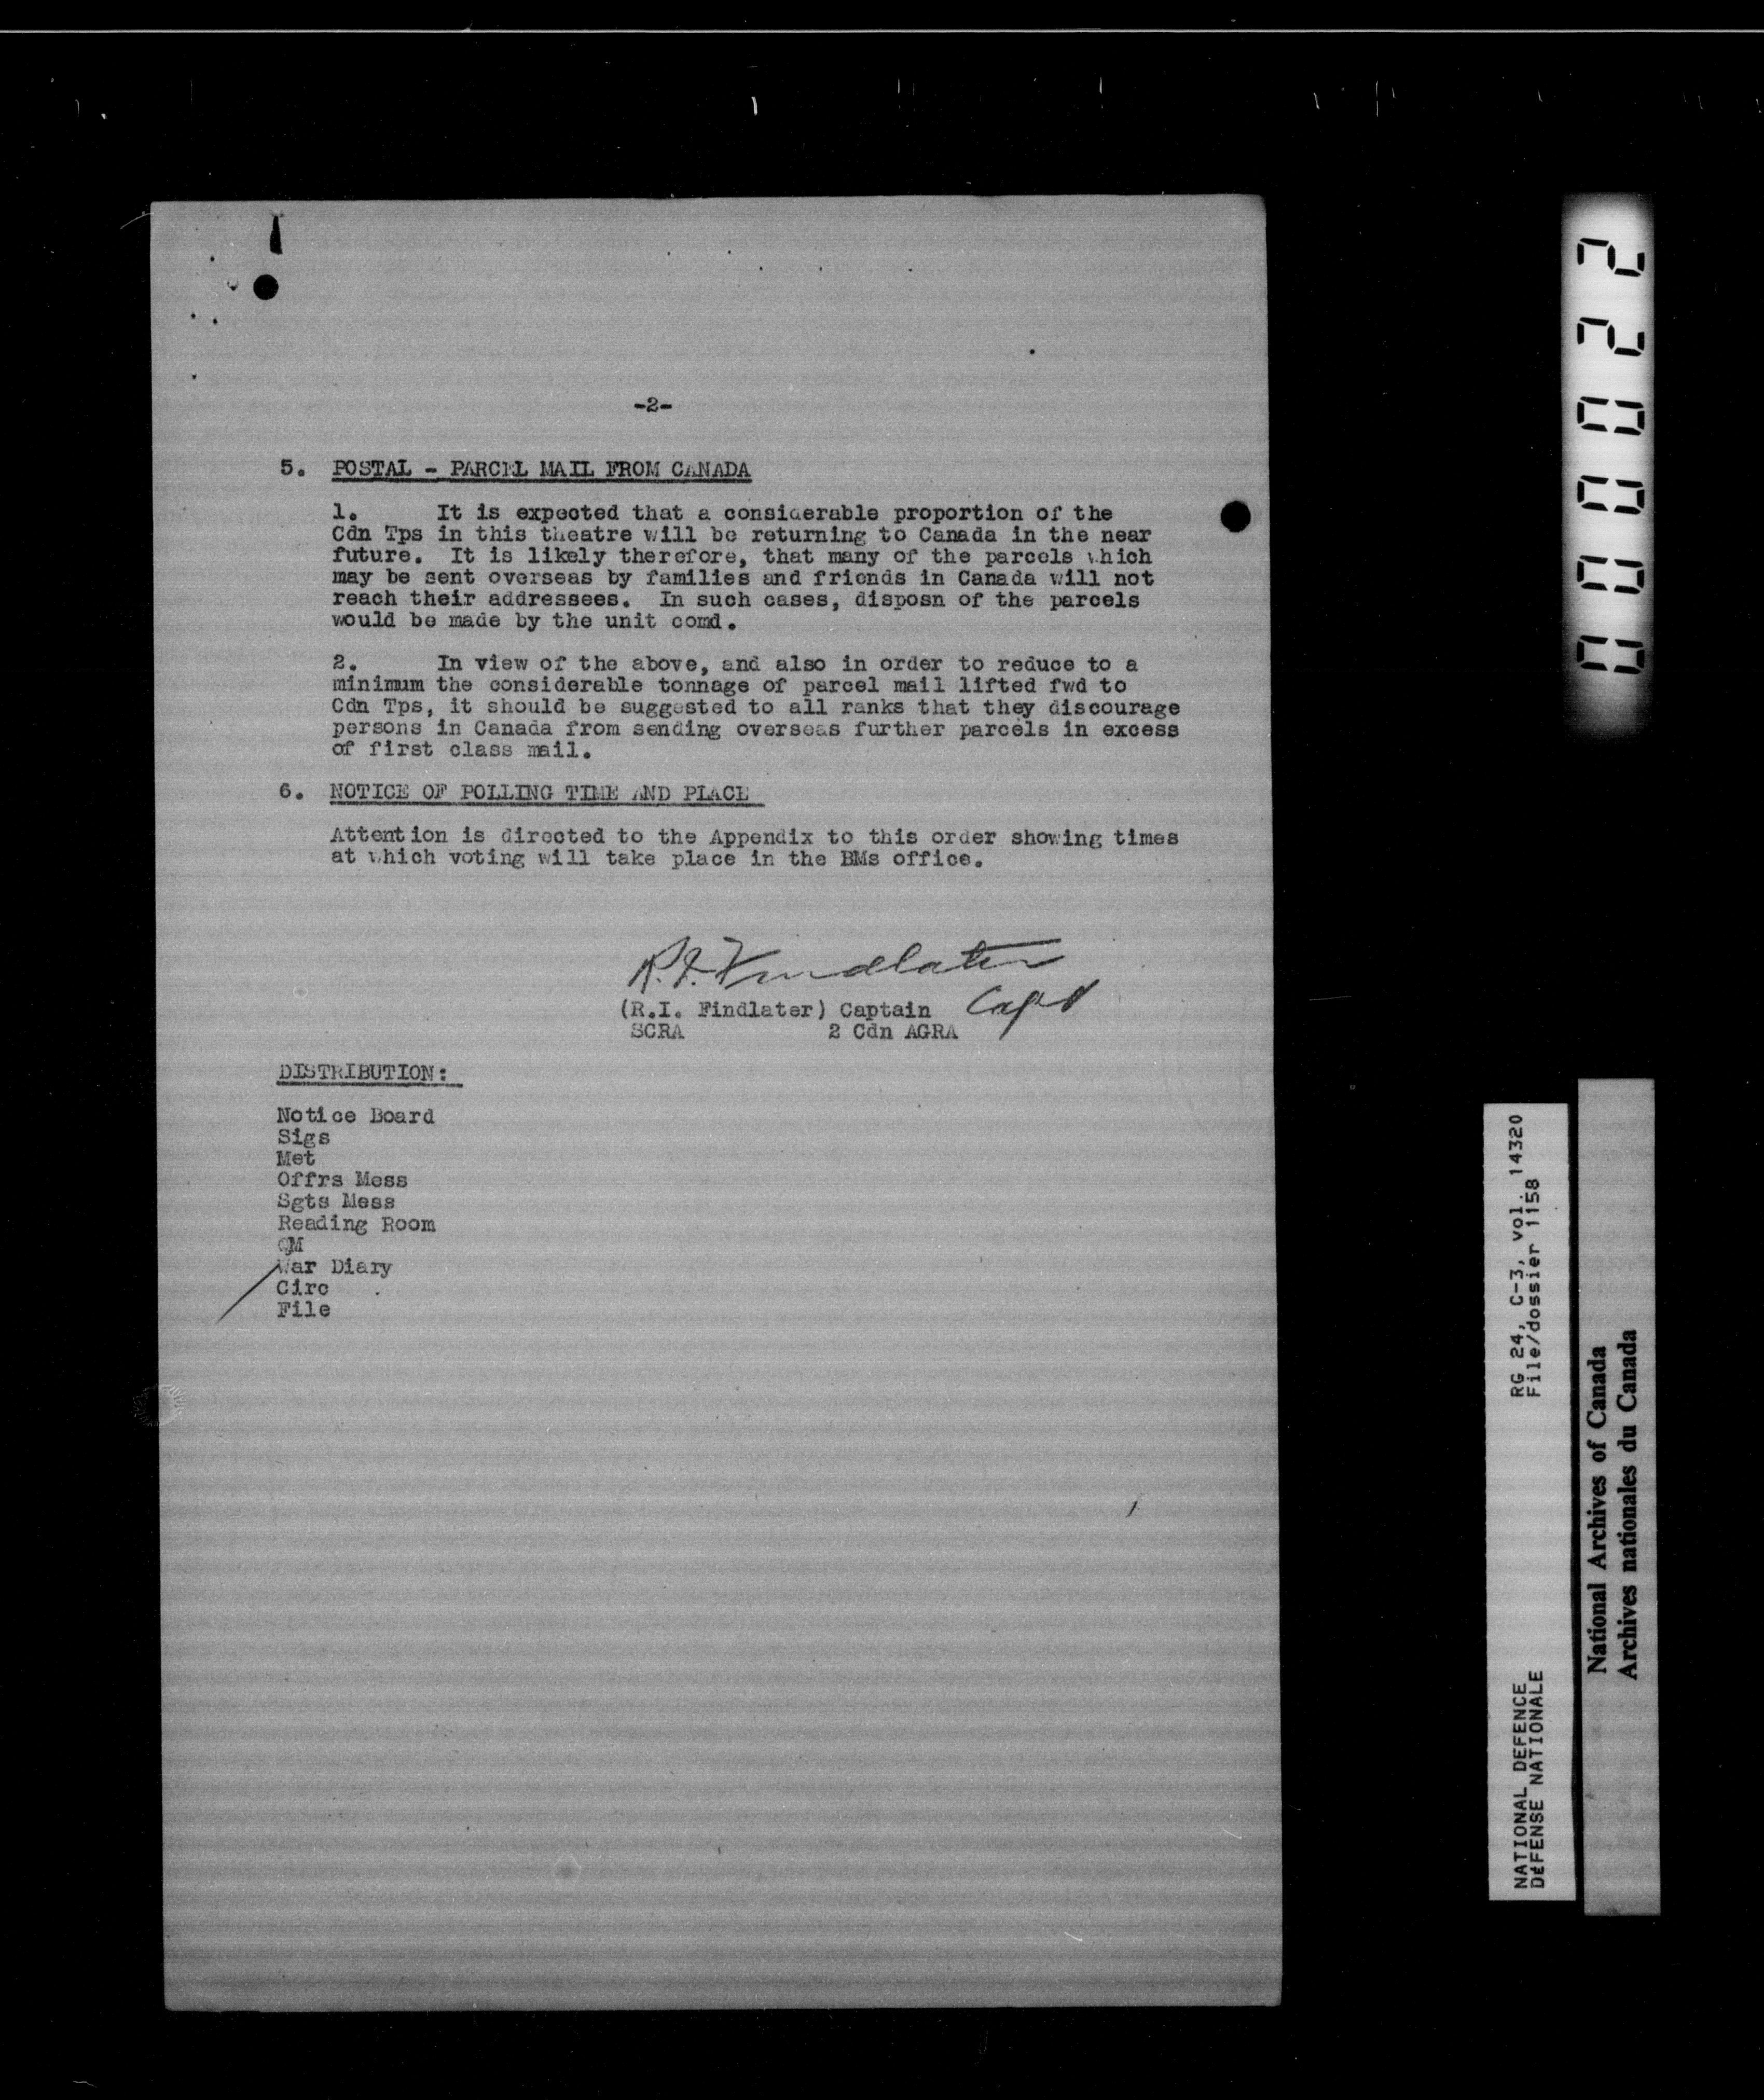 -2-
5. POSTAL - PARCEL MAIL FROM CANADA
1. It is expected that a considerable proportion of the
Cdn Tps in this theatre will be returning to Canada in the near
future. It is likely therefore, that many of the parcels which
may be sent overseas by families and friends in Canada will not
reach their addressees. In such cases, disposn of the parcels
would be made by the unit comd.
2. In view of the above, and also in order to reduce to a
minimum the considerable tonnage of parcel mail lifted fwd to
Cdn Tps, it should be suggested to all ranks that they discourage
persons in Canada from sending overseas further parcels in excess
of first class mail.
6. NOTICE OF POLLING TIME AND PLACE
Attention is directed to the Appendix to this order showing times
at which voting will take place in the BMs office.
R.I. Findlater
Capt
(R.I. Findlater) Captain
SCRA 2 Cdn AGRA
DISTRIBUTION:
Notice Board
Sigs
Met
Offrs Mess
Sgts Mess
Reading Room
QM
War Diary
Circ
File
000022
NATIONAL DEFENCE RG 24, C-3, vol. 14320
DéFENSE NATIONALE File/dossier 1158
National Archives of Canada
Archives nationales du Canada